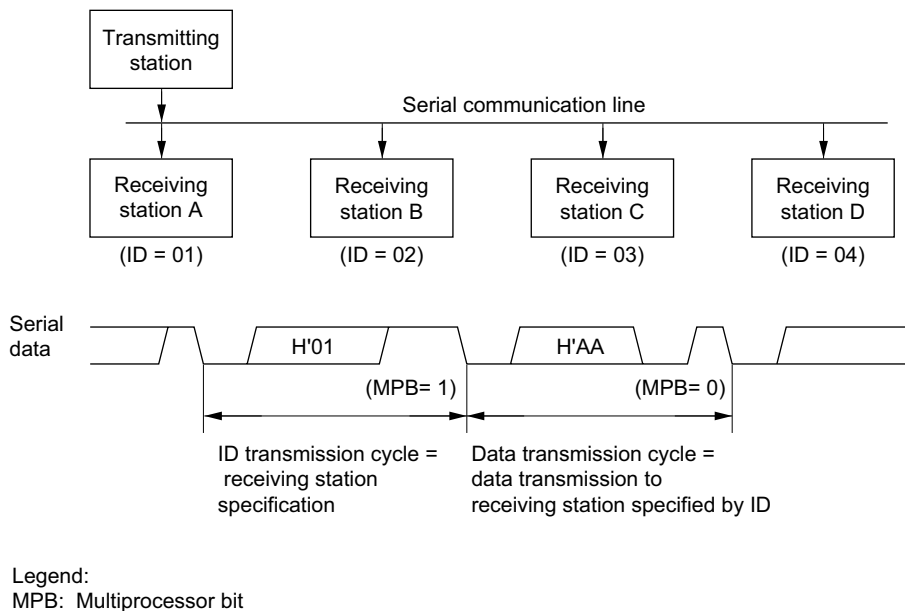 Transmitting
station
Serial communication line
Receiving
station A
Receiving
station B
Receiving
station C
Receiving
station D
(ID = 01)
(ID = 02)
(ID = 03)
(ID = 04)
Serial
data
H'01
H'AA
(MPB= 1)
(MPB= 0)
ID transmission cycle =
receiving station
specification
Data transmission cycle =
data transmission to
receiving station specified by ID
Legend:
MPB: Multiprocessor bit